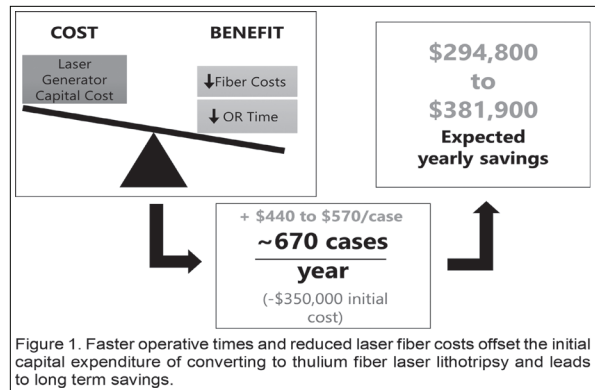 COST
BENEFIT
Laser
Generator
Capital Cost
↓Fiber Costs
↓ OR Time
$294,800
to
$381,900
Expected
yearly savings
+ $440 to $570/case
~670 cases
year
(-$350,000 initial
cost)
Figure 1. Faster operative times and reduced laser fiber costs offset the initial
capital expenditure of converting to thulium fiber laser lithotripsy and leads
to long term savings.